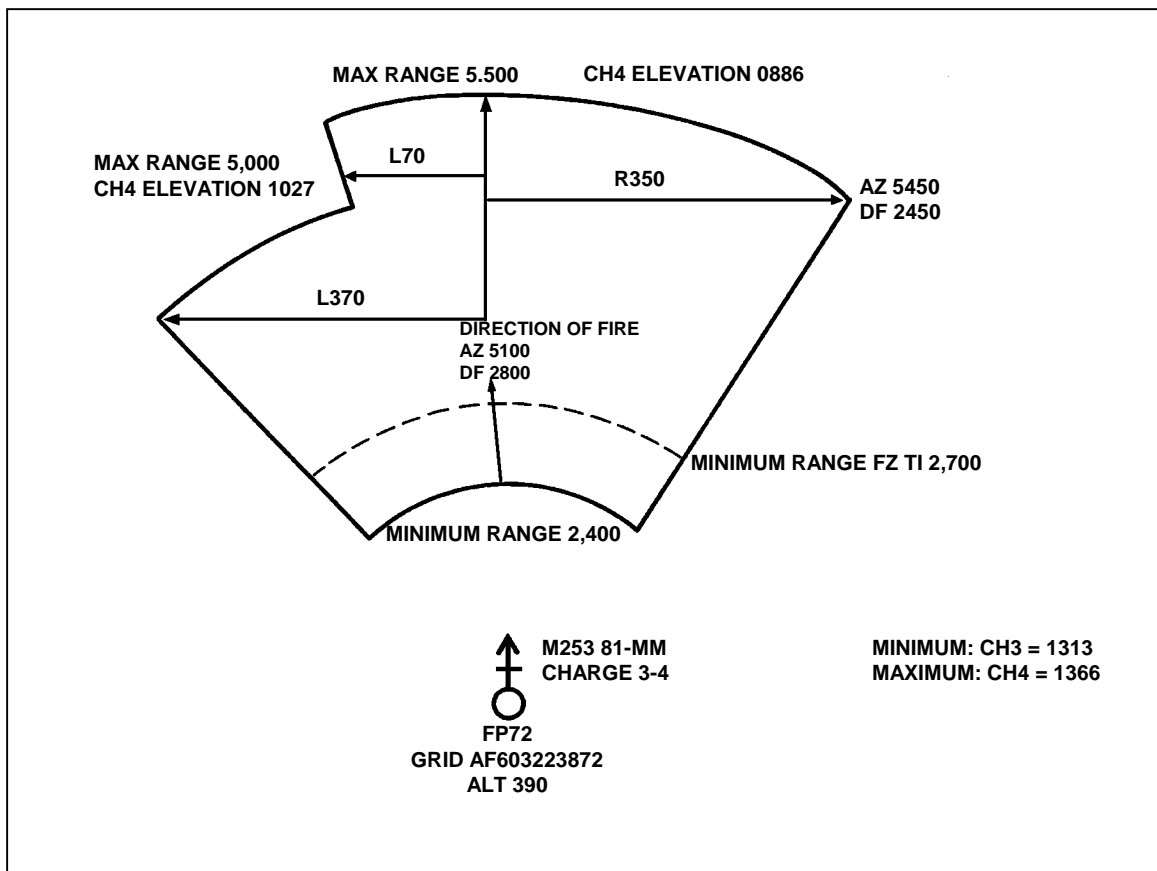 MAX RANGE 5.500
CH4 ELEVATION 0886
MAX RANGE 5,000
CH4 ELEVATION 1027
L70
R350
AZ 5450
DF 2450
L370
DIRECTION OF FIRE
AZ 5100
DF 2800
MINIMUM RANGE FZ TI 2,700
MINIMUM RANGE 2,400
M253 81-MM
CHARGE 3-4
MINIMUM: CH3 = 1313
MAXIMUM: CH4 = 1366
FP72
GRID AF603223872
ALT 390